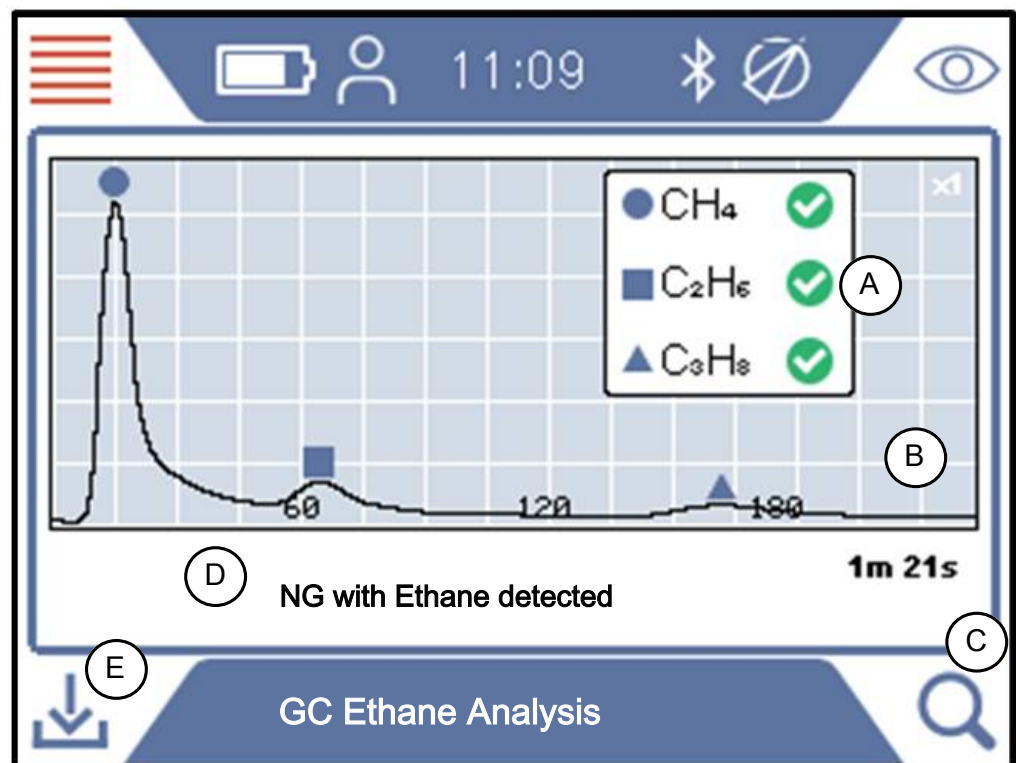 11:09
x1
CH₄
C₂H₆
A
C₃H₈
B
60 120 180
1m 21s
D
NG with Ethane detected
C
E
GC Ethane Analysis